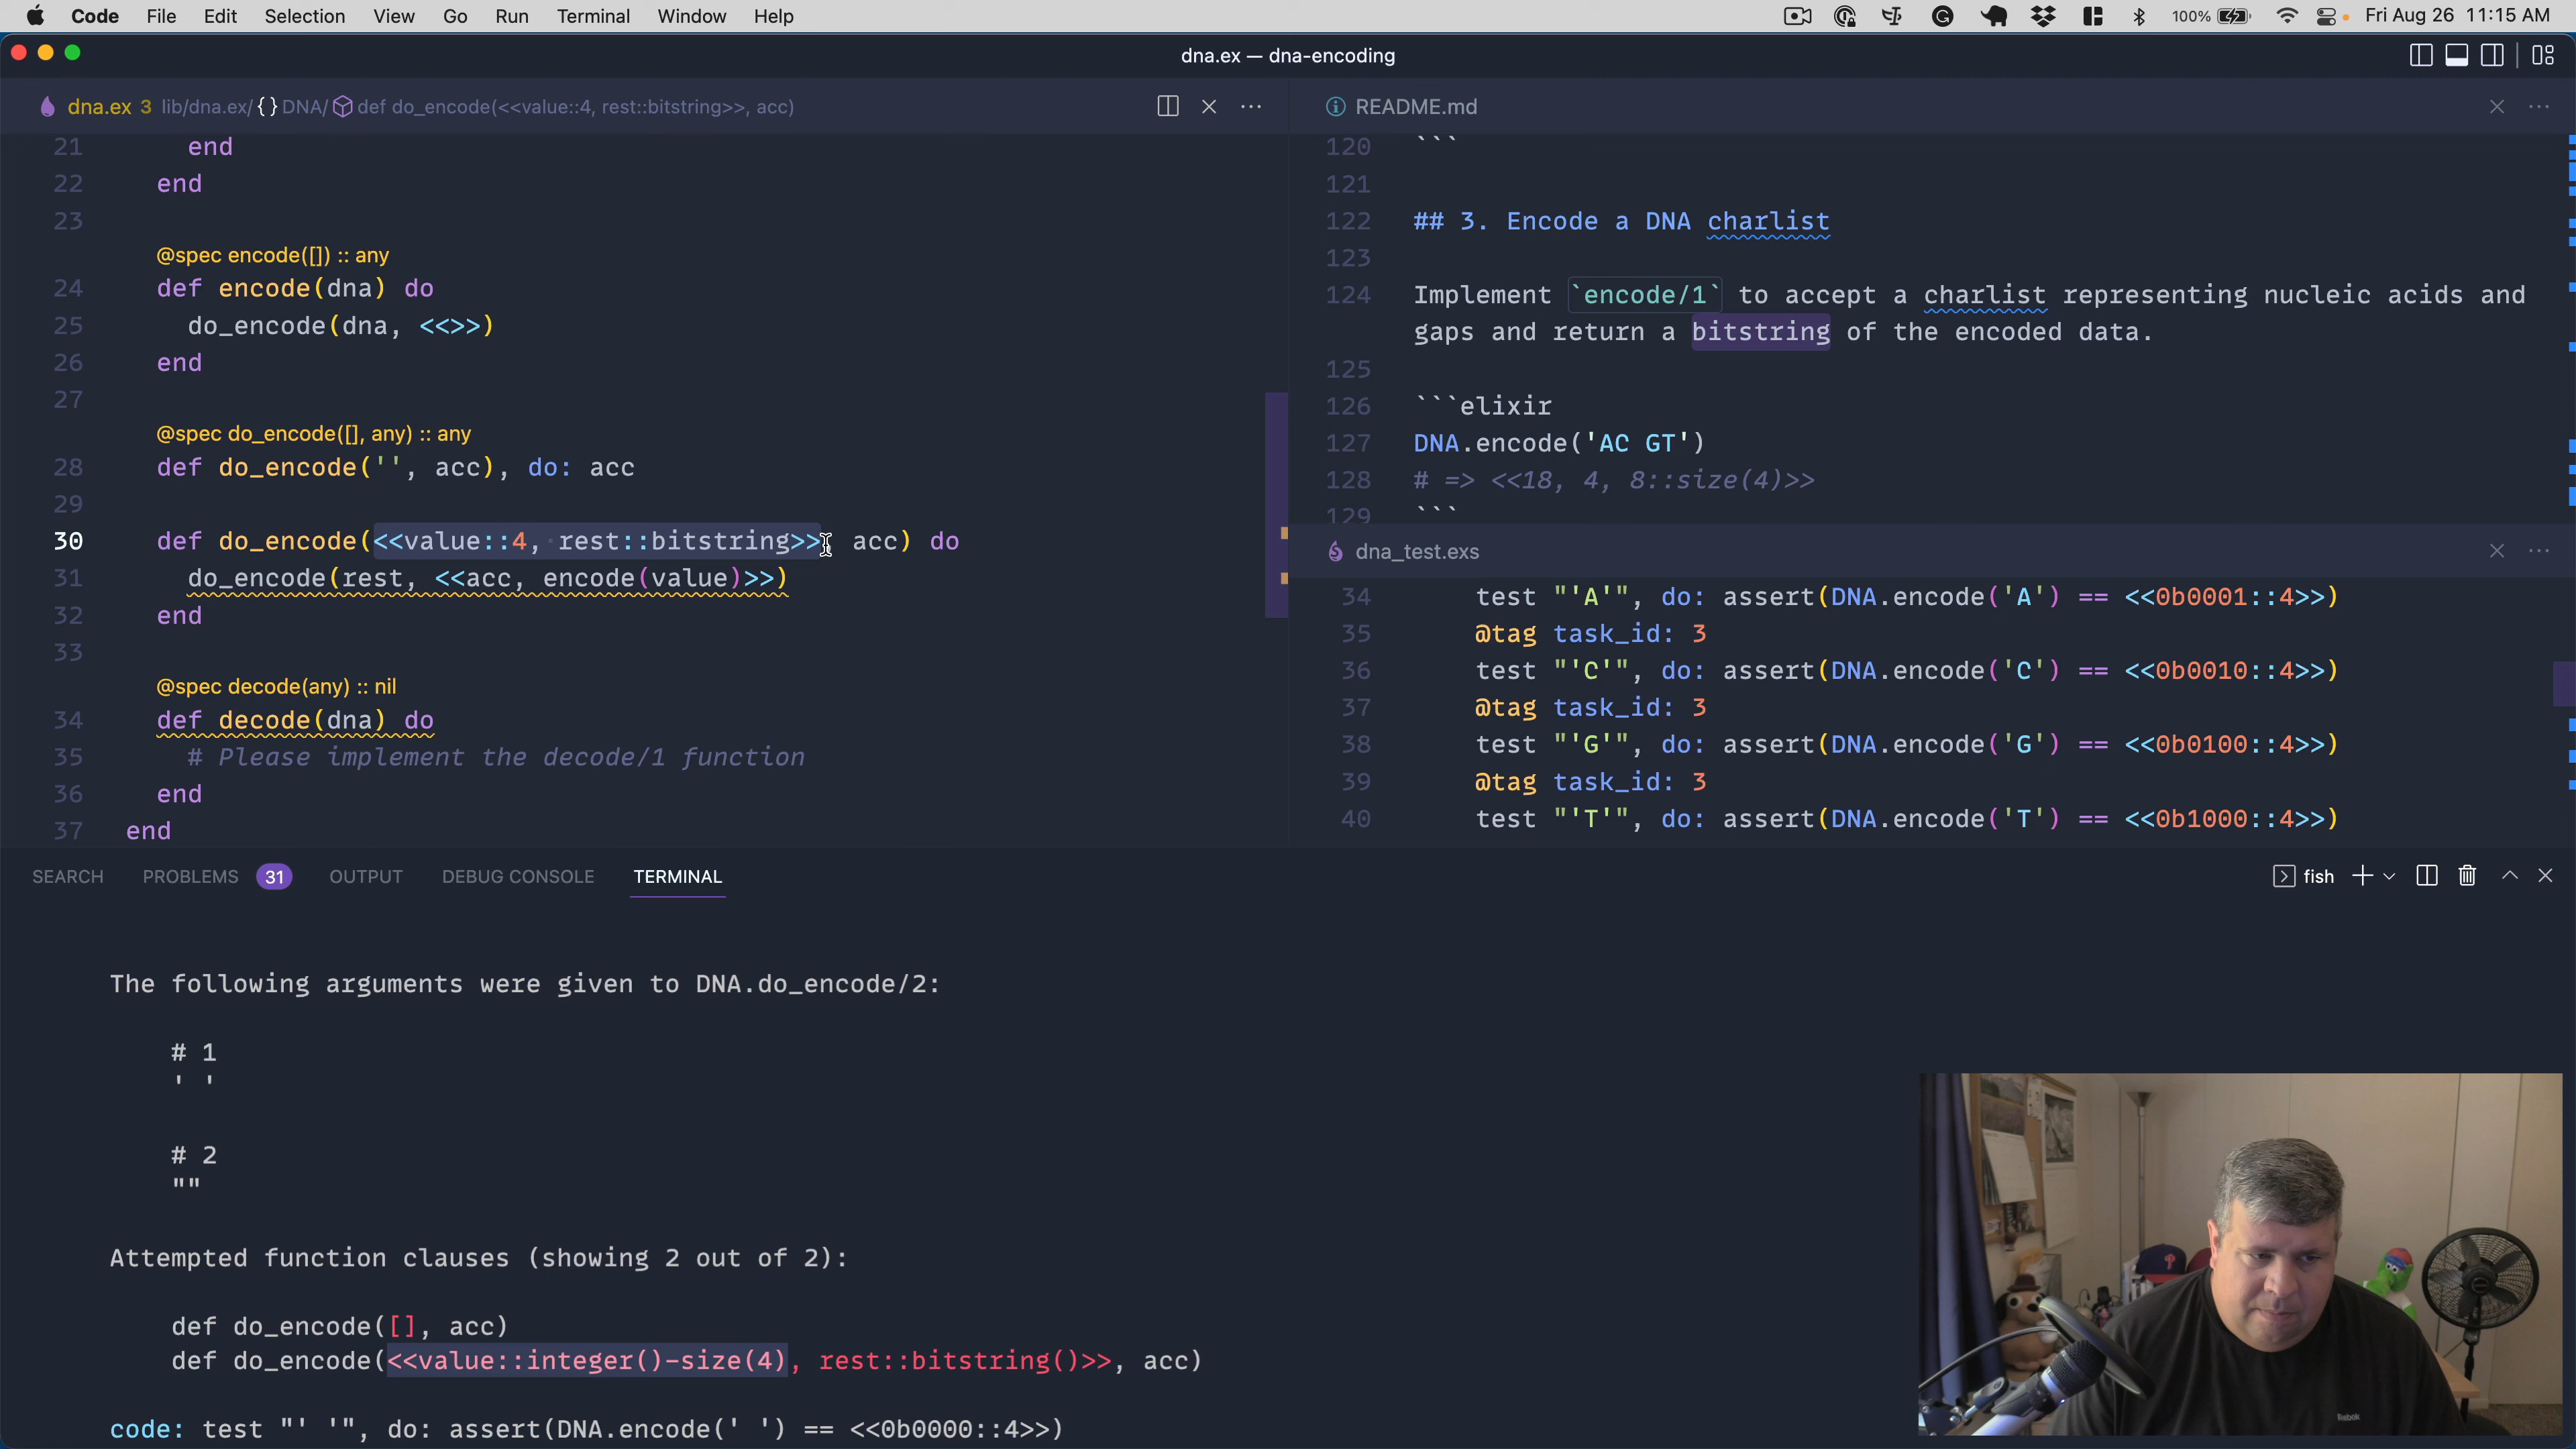 Code File Edit Selection View Go Run Terminal Window Help 100% Fri Aug 26 11:15 AM
dna.ex — dna-encoding
dna.ex 3 lib/dna.ex/ {} DNA/ def do_encode(<<value::4, rest::bitstring>>, acc)
21 end
22 end
23
@spec encode([]) :: any
24 def encode(dna) do
25 do_encode(dna, <<>>)
26 end
27
@spec do_encode([], any) :: any
28 def do_encode('', acc), do: acc
29
30 def do_encode(<<value::4, rest::bitstring>>, acc) do
31 do_encode(rest, <<acc, encode(value)>>)
32 end
33
@spec decode(any) :: nil
34 def decode(dna) do
35 # Please implement the decode/1 function
36 end
37 end
README.md
120 ```
121
122 ## 3. Encode a DNA charlist
123
124 Implement `encode/1` to accept a charlist representing nucleic acids and
gaps and return a bitstring of the encoded data.
125
126 ```elixir
127 DNA.encode('AC GT')
128 # => <<18, 4, 8::size(4)>>
129 ```
dna_test.exs
34 test "'A'", do: assert(DNA.encode('A') == <<0b0001::4>>)
35 @tag task_id: 3
36 test "'C'", do: assert(DNA.encode('C') == <<0b0010::4>>)
37 @tag task_id: 3
38 test "'G'", do: assert(DNA.encode('G') == <<0b0100::4>>)
39 @tag task_id: 3
40 test "'T'", do: assert(DNA.encode('T') == <<0b1000::4>>)
SEARCH PROBLEMS 31 OUTPUT DEBUG CONSOLE TERMINAL fish
The following arguments were given to DNA.do_encode/2:
# 1
' '
# 2
""
Attempted function clauses (showing 2 out of 2):
def do_encode([], acc)
def do_encode(<<value::integer()-size(4), rest::bitstring()>>, acc)
code: test "' '", do: assert(DNA.encode(' ') == <<0b0000::4>>)
Reebok